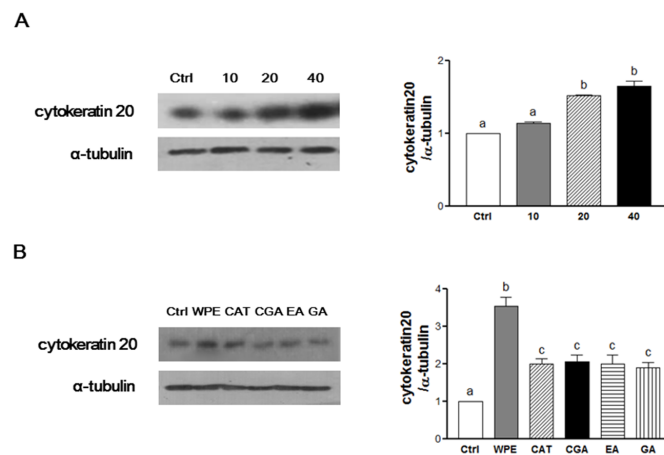 A
Ctrl 10 20 40
cytokeratin 20
α-tubulin
cytokeratin20
/α-tubulin
2
1
0
a
a
b
b
Ctrl 10 20 40
B
Ctrl WPE CAT CGA EA GA
cytokeratin 20
α-tubulin
cytokeratin20
/α-tubulin
4
3
2
1
0
a
b
c
c
c
c
Ctrl WPE CAT CGA EA GA